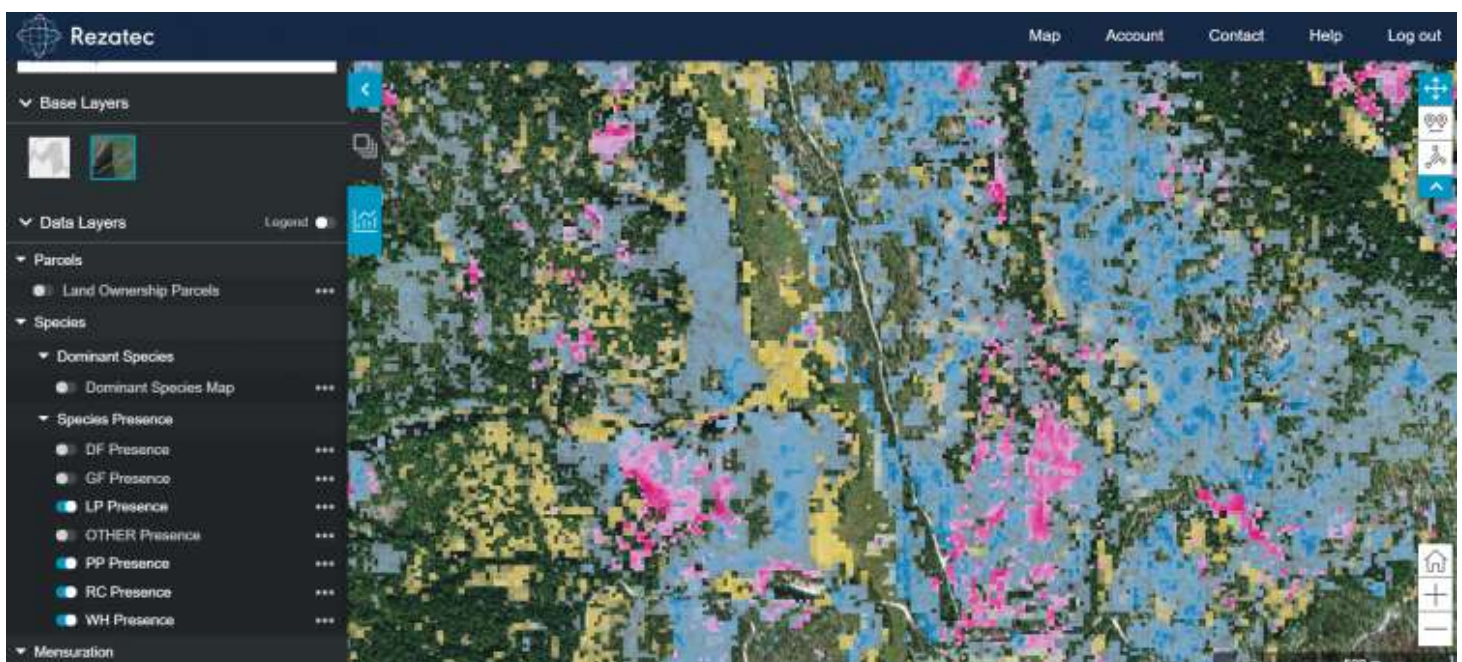 Rezatec
Map Account Contact Help Log out
Base Layers
Data Layers Legend
Parcels
Land Ownership Parcels
Species
Dominant Species
Dominant Species Map
Species Presence
DF Presence
GF Presence
LP Presence
OTHER Presence
PP Presence
RC Presence
WH Presence
Mensuration